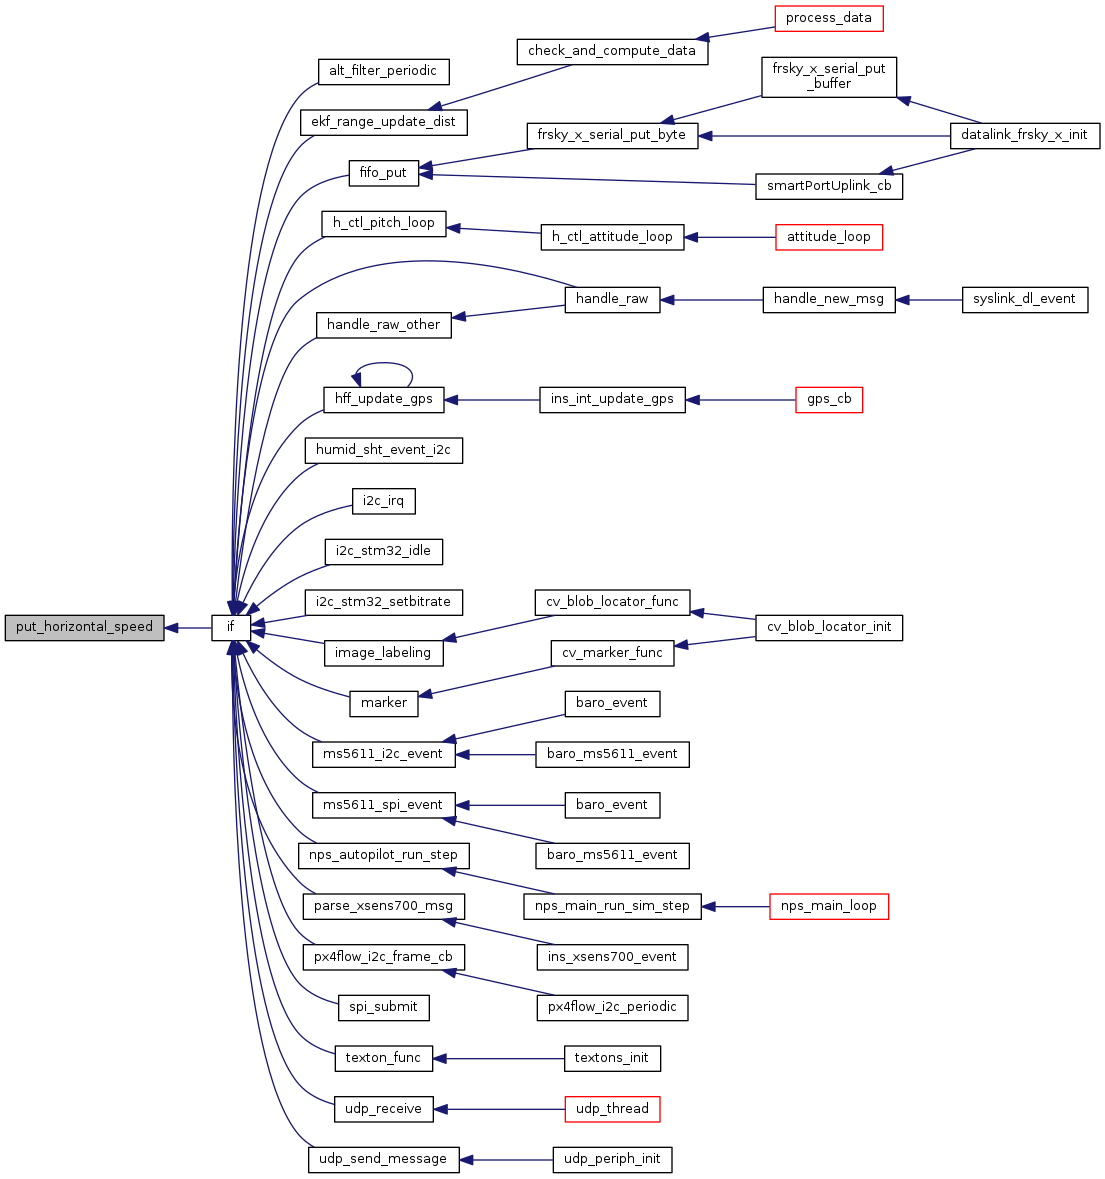 process_data
check_and_compute_data
alt_filter_periodic
frsky_x_serial_put
_buffer
ekf_range_update_dist
frsky_x_serial_put_byte
datalink_frsky_x_init
fifo_put
smartPortUplink_cb
h_ctl_pitch_loop
h_ctl_attitude_loop
attitude_loop
handle_raw
handle_new_msg
syslink_dl_event
handle_raw_other
hff_update_gps
ins_int_update_gps
gps_cb
humid_sht_event_i2c
i2c_irq
i2c_stm32_idle
i2c_stm32_setbitrate
cv_blob_locator_func
put_horizontal_speed
if
cv_blob_locator_init
image_labeling
cv_marker_func
marker
baro_event
ms5611_i2c_event
baro_ms5611_event
ms5611_spi_event
baro_event
nps_autopilot_run_step
baro_ms5611_event
parse_xsens700_msg
nps_main_run_sim_step
nps_main_loop
px4flow_i2c_frame_cb
ins_xsens700_event
spi_submit
px4flow_i2c_periodic
texton_func
textons_init
udp_receive
udp_thread
udp_send_message
udp_periph_init